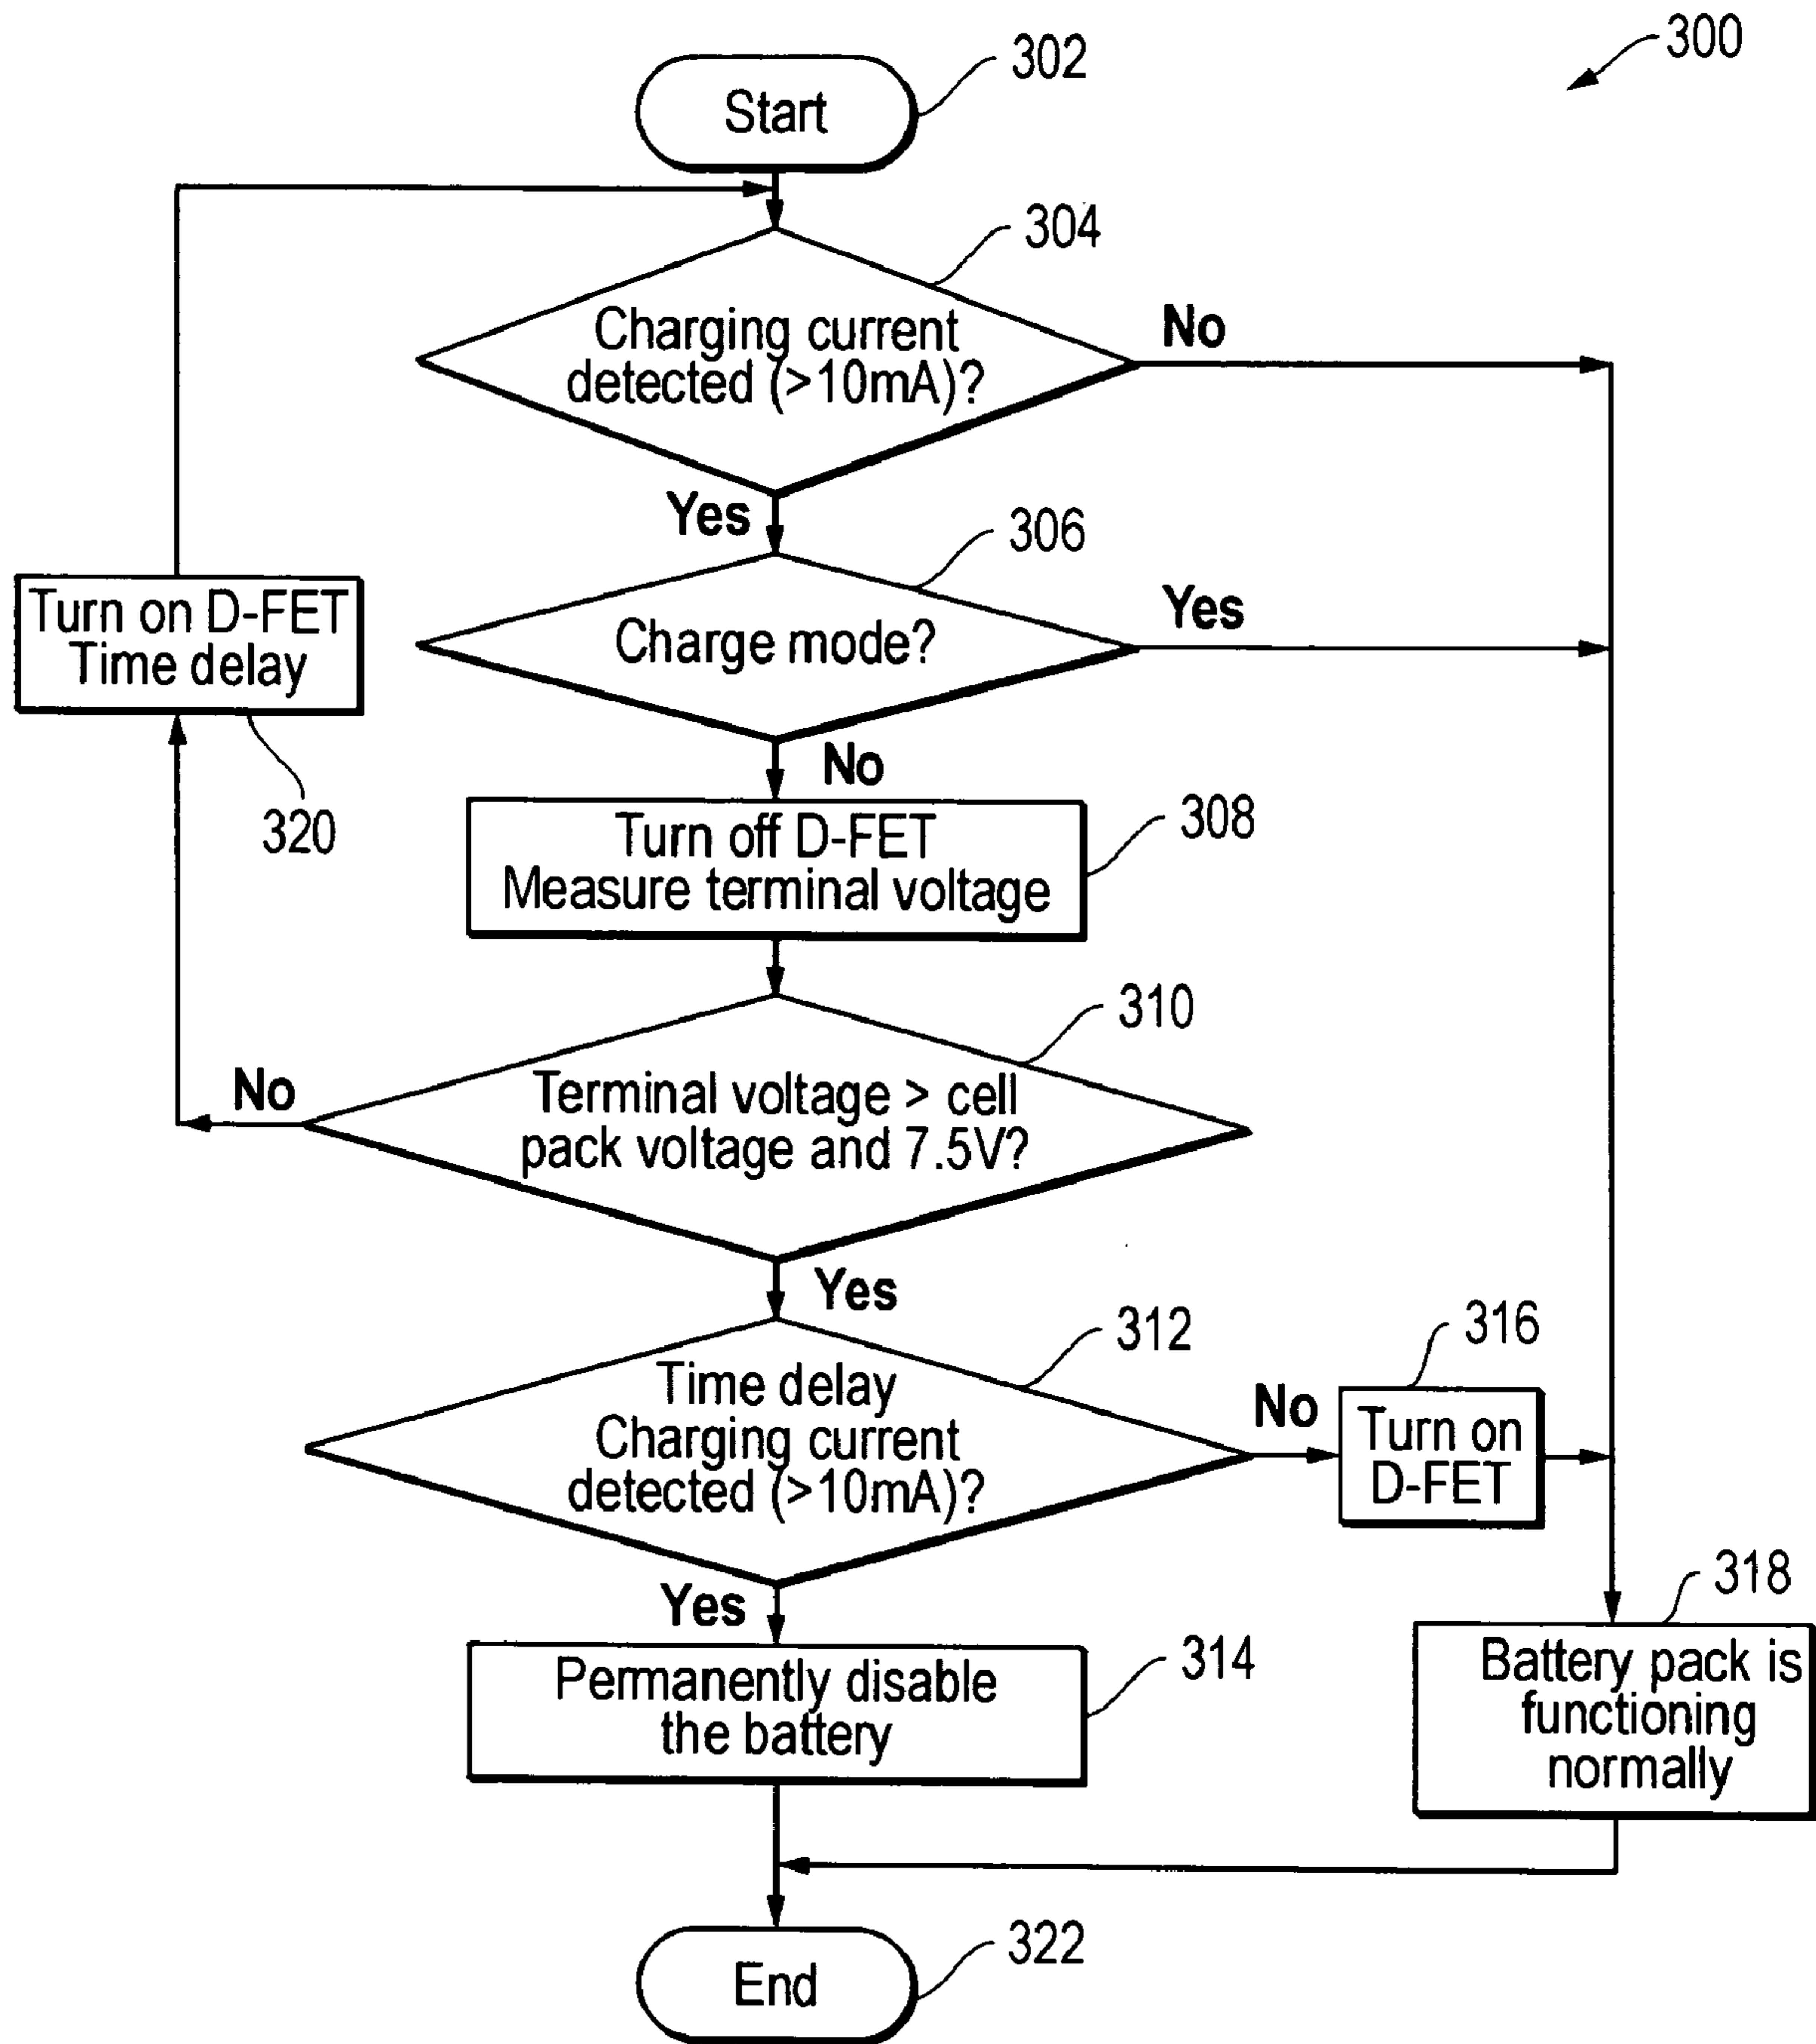 300
302
Start
304
Charging current
detected (>10mA)?
No
Yes
306
Charge mode?
Yes
No
Turn on D-FET
Time delay
320
308
Turn off D-FET
Measure terminal voltage
310
Terminal voltage > cell
pack voltage and 7.5V?
No
Yes
312
Time delay
Charging current
detected (>10mA)?
No
316
Turn on
D-FET
Yes
314
Permanently disable
the battery
318
Battery pack is
functioning
normally
322
End